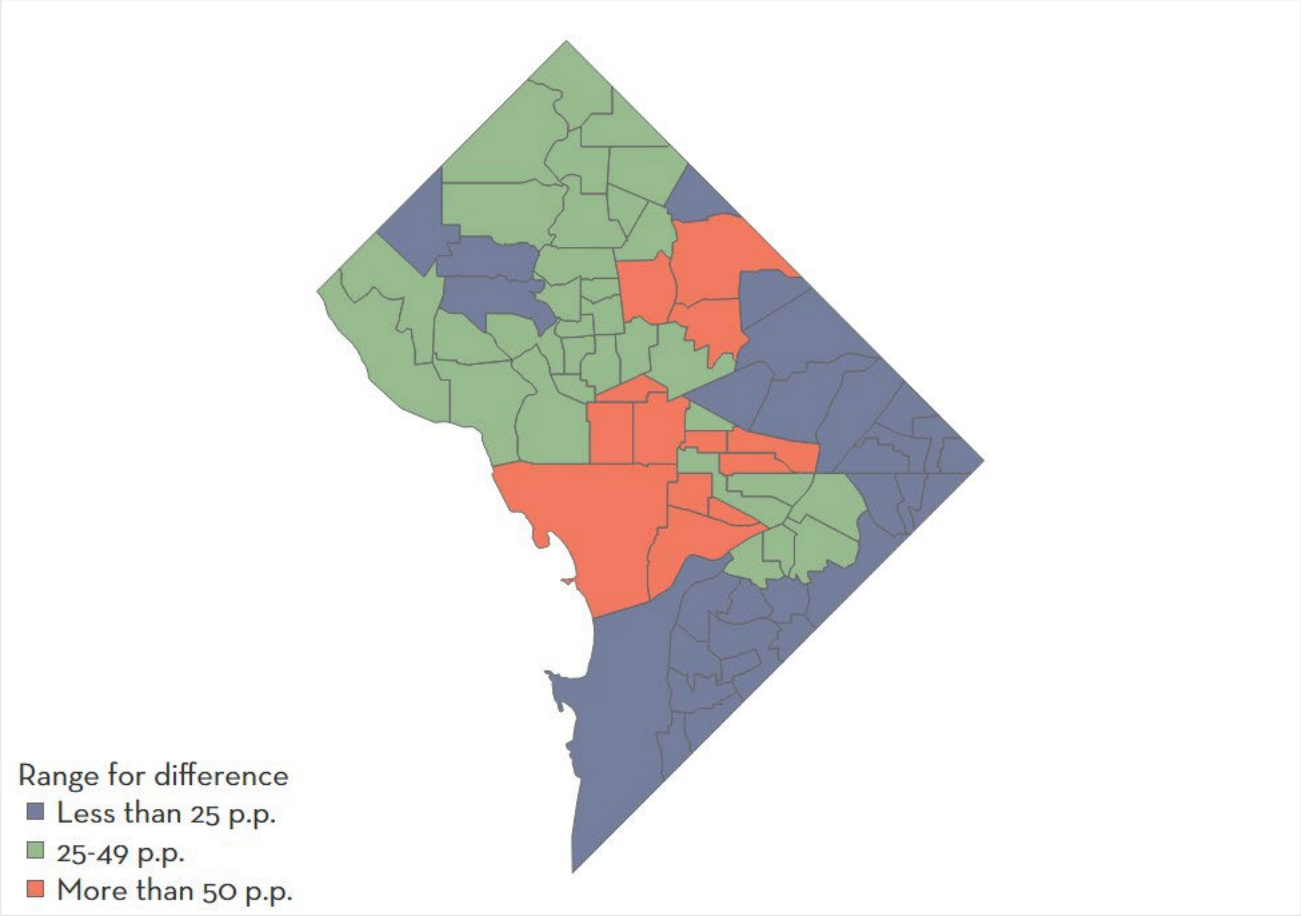 Range for difference
Less than 25 p.p.
25-49 p.p.
More than 50 p.p.